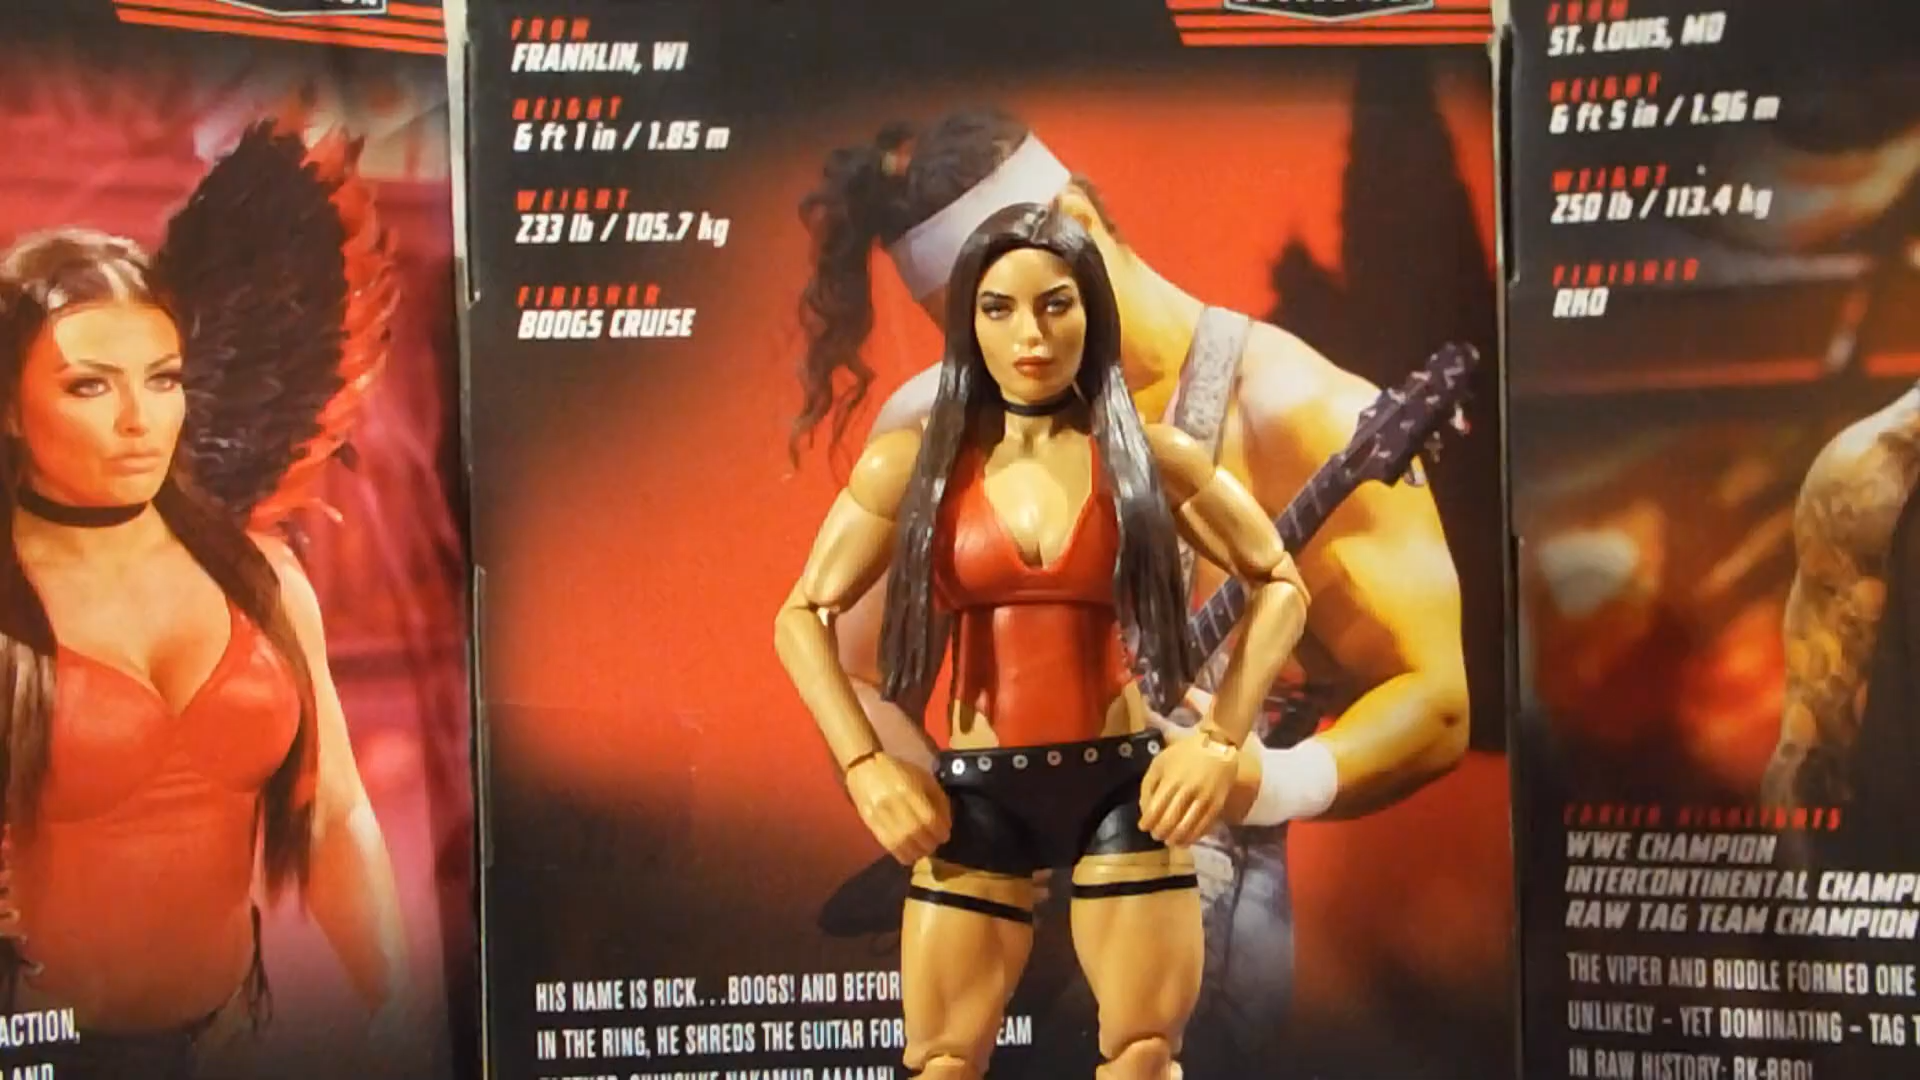 ACTION,
AND
FROM
FRANKLIN, WI
HEIGHT
6 ft 1 in / 1.85 m
WEIGHT
233 lb / 105.7 kg
FINISHER
BOOGS CRUISE
HIS NAME IS RICK...BOOGS! AND BEFOR
IN THE RING, HE SHREDS THE GUITAR FOR EAM
FROM
ST. LOUIS, MO
HEIGHT
6 ft 5 in / 1.96 m
WEIGHT
250 lb / 113.4 kg
FINISHER
RKO
CAREER HIGHLIGHTS
WWE CHAMPION
INTERCONTINENTAL CHAMPI
RAW TAG TEAM CHAMPION
THE VIPER AND RIDDLE FORMED ONE
UNLIKELY – YET DOMINATING – TAG T
IN RAW HISTORY: RK-BRO!